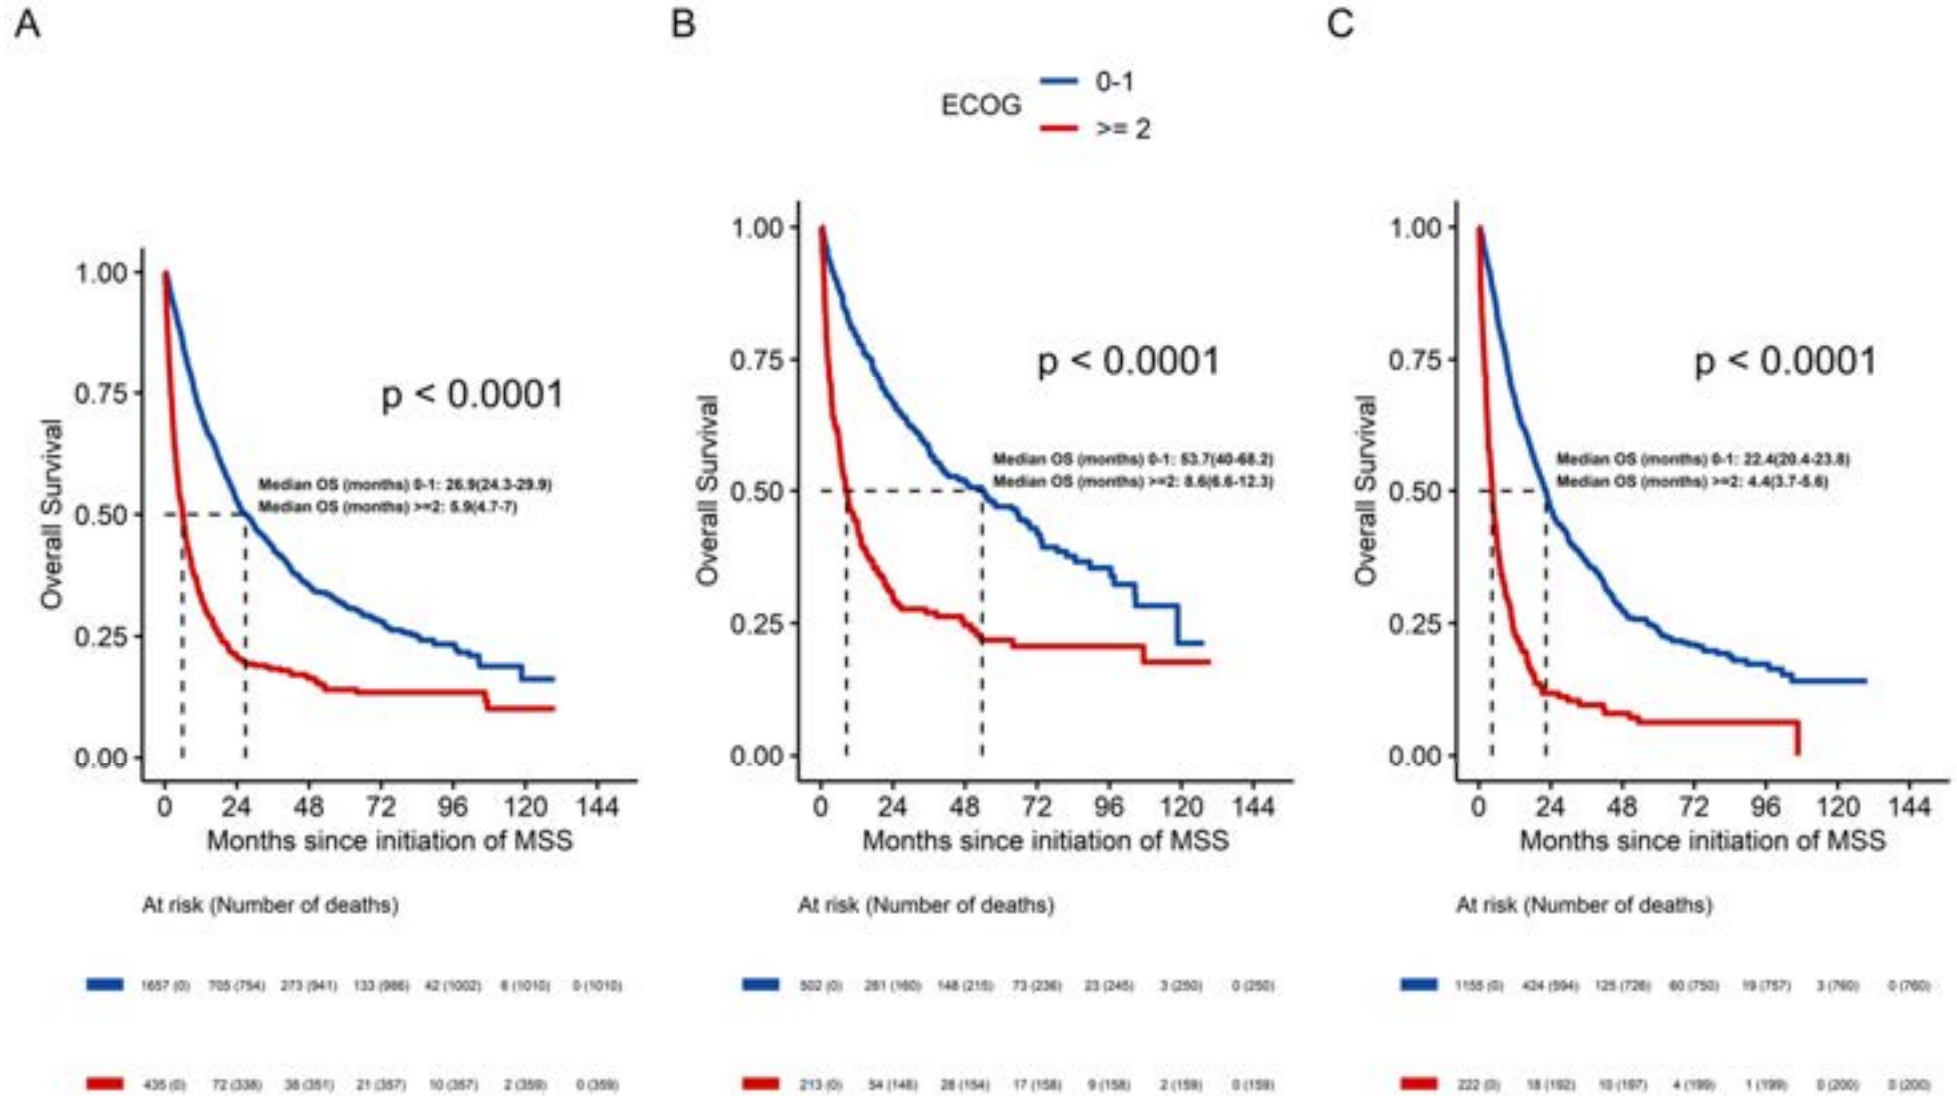 A
B
C
ECOG
0-1
>= 2
1.00
0.75
0.50
0.25
0.00
Overall Survival
p < 0.0001
Median OS (months) 0-1: 26.9(24.3-29.9)
Median OS (months) >=2: 5.9(4.7-7)
0 24 48 72 96 120 144
Months since initiation of MSS
At risk (Number of deaths)
1657 (0) 705 (754) 273 (941) 133 (986) 42 (1002) 6 (1010) 0 (1010)
435 (0) 72 (338) 38 (351) 21 (357) 10 (357) 2 (359) 0 (359)
1.00
0.75
0.50
0.25
0.00
Overall Survival
p < 0.0001
Median OS (months) 0-1: 53.7(40-68.2)
Median OS (months) >=2: 8.6(6.6-12.3)
0 24 48 72 96 120 144
Months since initiation of MSS
At risk (Number of deaths)
502 (0) 281 (160) 148 (215) 73 (236) 23 (245) 3 (250) 0 (250)
213 (0) 54 (146) 28 (154) 17 (158) 9 (158) 2 (159) 0 (159)
1.00
0.75
0.50
0.25
0.00
Overall Survival
p < 0.0001
Median OS (months) 0-1: 22.4(20.4-23.8)
Median OS (months) >=2: 4.4(3.7-5.6)
0 24 48 72 96 120 144
Months since initiation of MSS
At risk (Number of deaths)
1155 (0) 424 (594) 125 (726) 60 (750) 19 (757) 3 (760) 0 (760)
222 (0) 18 (192) 10 (197) 4 (199) 1 (199) 0 (200) 0 (200)